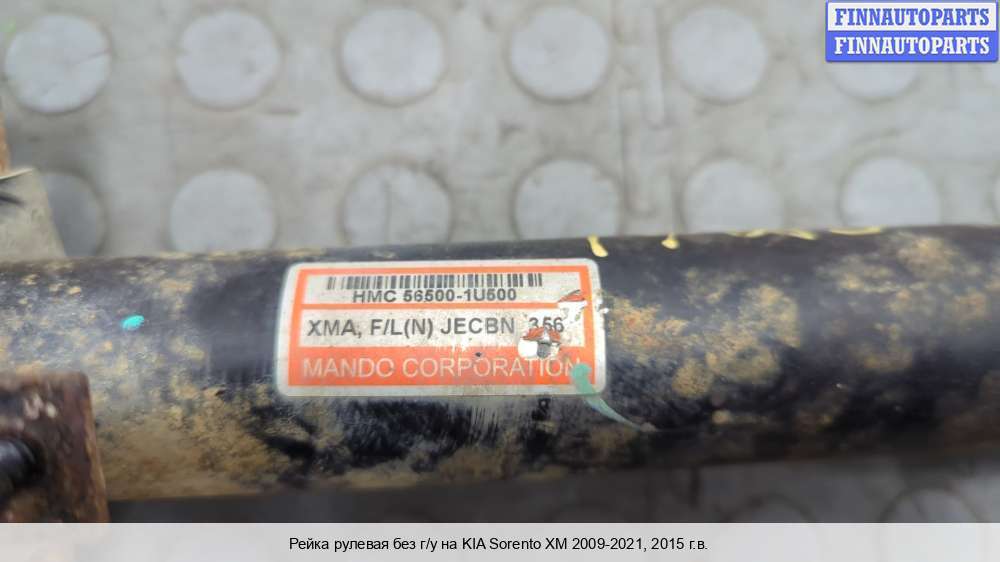 FINNAUTOPARTS
FINNAUTOPARTS
HMC 56500-1U500
XMA, F/L(N) JECBN 356
MANDO CORPORATION
Рейка рулевая без г/у на KIA Sorento XM 2009-2021, 2015 г.в.